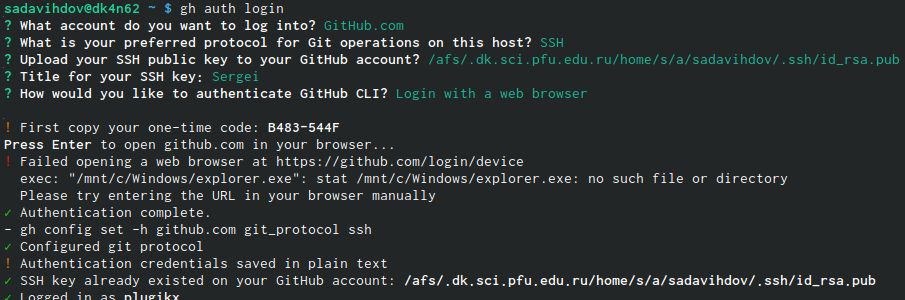 sadavihdov@dk4n62 ~ $ gh auth login
? What account do you want to log into? GitHub.com
? What is your preferred protocol for Git operations on this host? SSH
? Upload your SSH public key to your GitHub account? /afs/.dk.sci.pfu.edu.ru/home/s/a/sadavihdov/.ssh/id_rsa.pub
? Title for your SSH key: Sergei
? How would you like to authenticate GitHub CLI? Login with a web browser
! First copy your one-time code: B483-544F
Press Enter to open github.com in your browser...
! Failed opening a web browser at https://github.com/login/device
exec: "/mnt/c/Windows/explorer.exe": stat /mnt/c/Windows/explorer.exe: no such file or directory
Please try entering the URL in your browser manually
✓ Authentication complete.
- gh config set -h github.com git_protocol ssh
✓ Configured git protocol
! Authentication credentials saved in plain text
✓ SSH key already existed on your GitHub account: /afs/.dk.sci.pfu.edu.ru/home/s/a/sadavihdov/.ssh/id_rsa.pub
✓ Logged in as plugikx